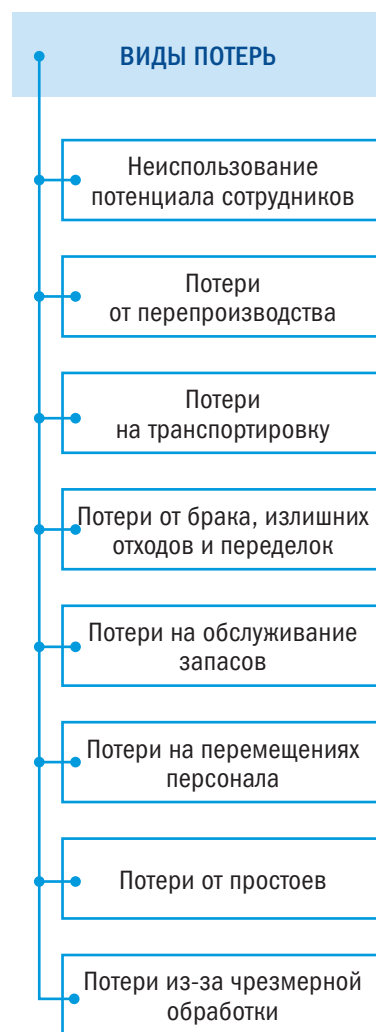 ВИДЫ ПОТЕРЬ
Неиспользование
потенциала сотрудников
Потери
от перепроизводства
Потери
на транспортировку
Потери от брака, излишних
отходов и переделок
Потери на обслуживание
запасов
Потери на перемещениях
персонала
Потери от простоев
Потери из-за чрезмерной
обработки